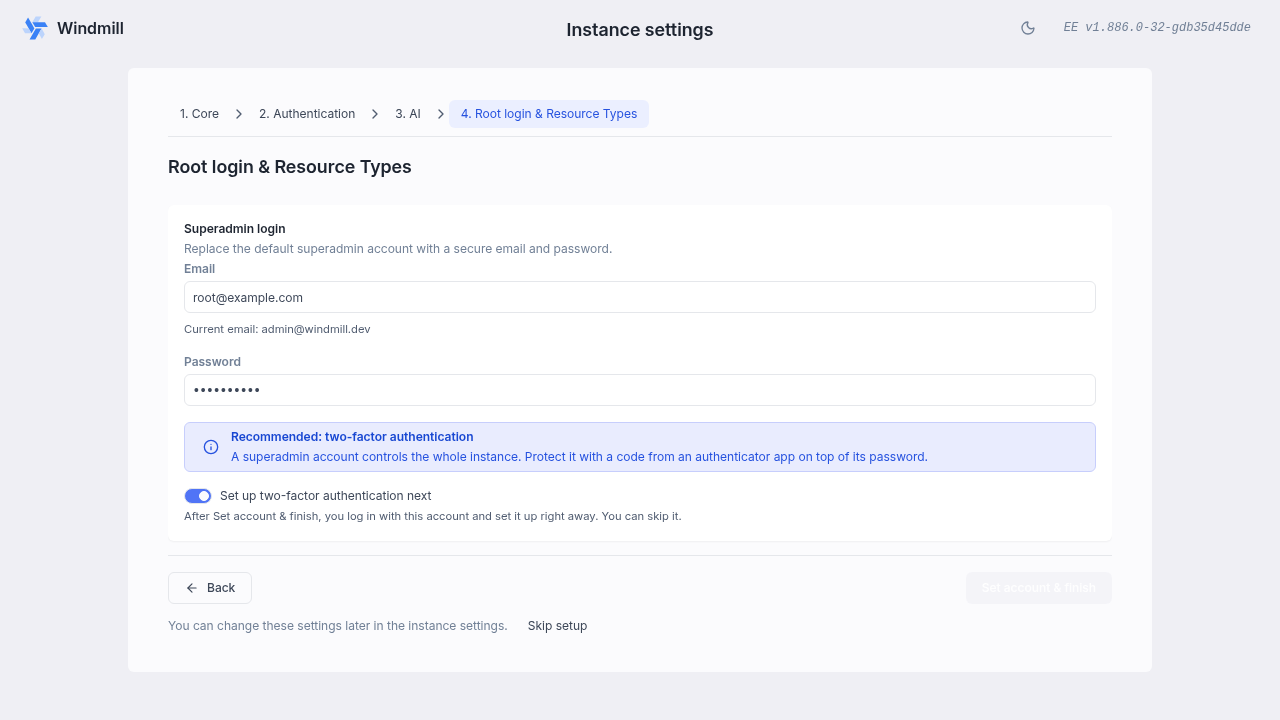 Windmill
Instance settings
EE v1.886.0-32-gdb35d45dde
1. Core
2. Authentication
3. AI
4. Root login & Resource Types
Root login & Resource Types
Superadmin login
Replace the default superadmin account with a secure email and password.
Email
root@example.com
Current email: admin@windmill.dev
Password
••••••••••
Recommended: two-factor authentication
A superadmin account controls the whole instance. Protect it with a code from an authenticator app on top of its password.
Set up two-factor authentication next
After Set account & finish, you log in with this account and set it up right away. You can skip it.
Back
Set account & finish
You can change these settings later in the instance settings.
Skip setup